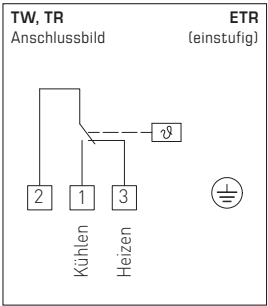 TW, TR
ETR
Anschlussbild
(einstufig)
ϑ
2
1
3
Kühlen
Heizen